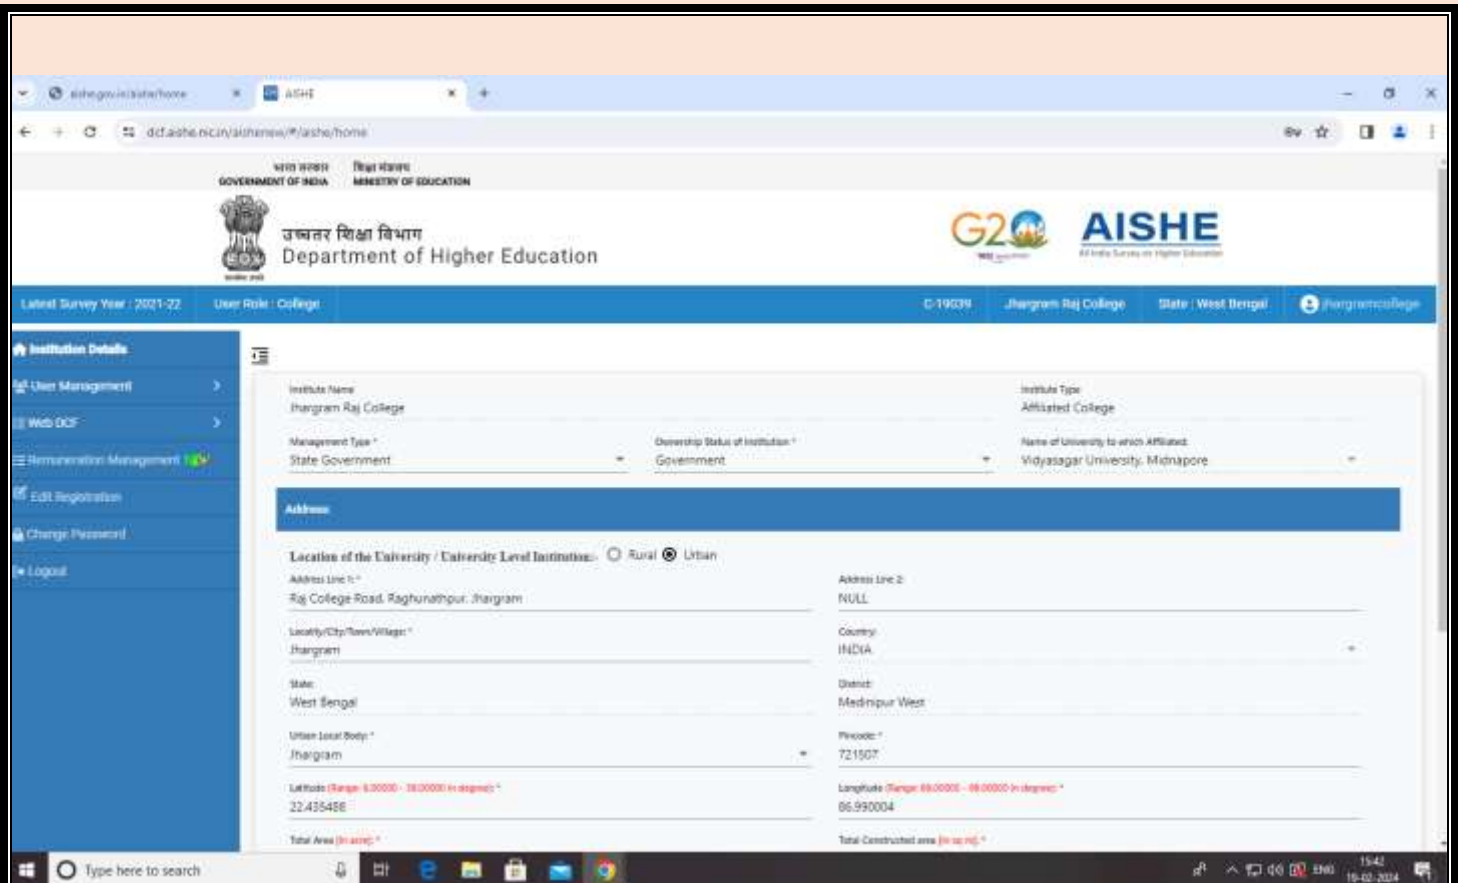 aishe.gov.in/aishe/home
AISHE
dcf.aishe.nic.in/aishenew/#/aishe/home
भारत सरकार शिक्षा मंत्रालय
GOVERNMENT OF INDIA MINISTRY OF EDUCATION
उच्चतर शिक्षा विभाग
Department of Higher Education
G20
AISHE
All India Survey on Higher Education
Latest Survey Year : 2021-22 User Role : College C-19039 Jhargram Raj College State : West Bengal jhargramcollege
Institution Details
User Management
Web DCF
Remuneration Management
Edit Registration
Change Password
Logout
Institute Name Institute Type
Jhargram Raj College Affiliated College
Management Type * Ownership Status of Institution * Name of University to which Affiliated:
State Government Government Vidyasagar University, Midnapore
Address
Location of the University / University Level Institution:- Rural Urban
Address Line 1: * Address Line 2:
Raj College Road, Raghunathpur, Jhargram NULL
Locality/City/Town/Village: * Country:
Jhargram INDIA
State: District:
West Bengal Medinipur West
Urban Local Body: * Pincode: *
Jhargram 721507
Latitude (Range: 6.00000 - 38.00000 in degree): * Longitude (Range: 68.00000 - 98.00000 in degree): *
22.435488 86.990004
Total Area [In acre]: * Total Constructed area [In sq.m]: *
Type here to search
ENG
15:42
19-02-2024